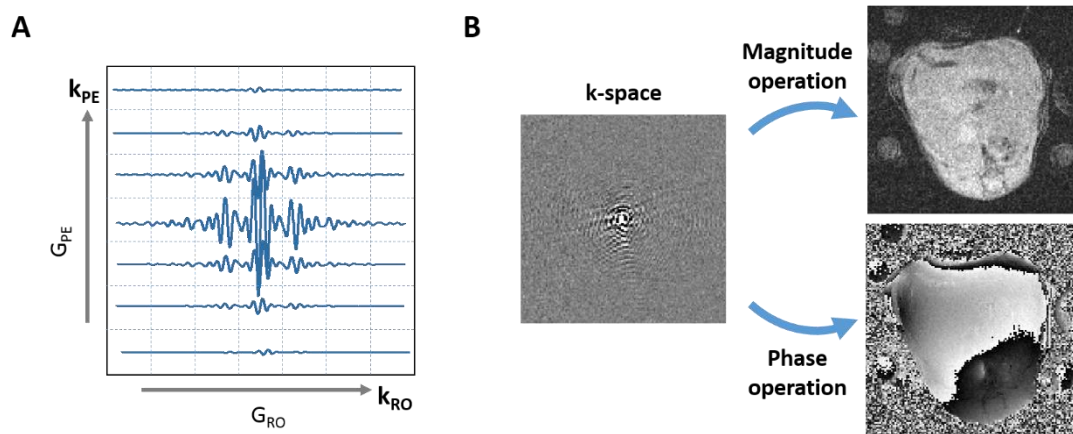 A
k_PE
G_PE
G_RO
k_RO
B
k-space
Magnitude
operation
Phase
operation